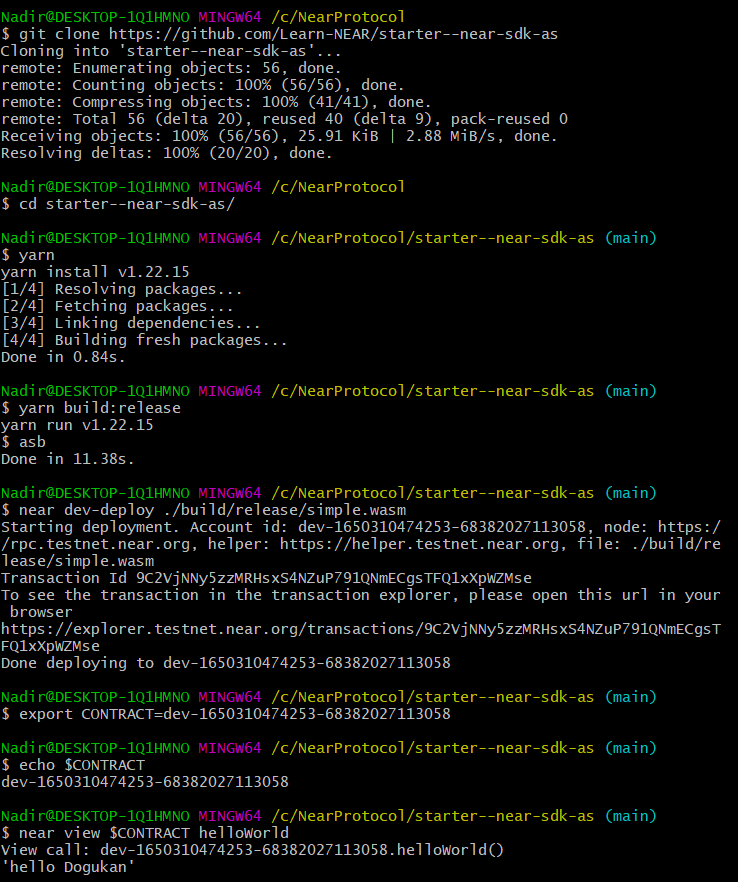 Nadir@DESKTOP-1Q1HMNO MINGW64 /c/NearProtocol
$ git clone https://github.com/Learn-NEAR/starter--near-sdk-as
Cloning into 'starter--near-sdk-as'...
remote: Enumerating objects: 56, done.
remote: Counting objects: 100% (56/56), done.
remote: Compressing objects: 100% (41/41), done.
remote: Total 56 (delta 20), reused 40 (delta 9), pack-reused 0
Receiving objects: 100% (56/56), 25.91 KiB | 2.88 MiB/s, done.
Resolving deltas: 100% (20/20), done.

Nadir@DESKTOP-1Q1HMNO MINGW64 /c/NearProtocol
$ cd starter--near-sdk-as/

Nadir@DESKTOP-1Q1HMNO MINGW64 /c/NearProtocol/starter--near-sdk-as (main)
$ yarn
yarn install v1.22.15
[1/4] Resolving packages...
[2/4] Fetching packages...
[3/4] Linking dependencies...
[4/4] Building fresh packages...
Done in 0.84s.

Nadir@DESKTOP-1Q1HMNO MINGW64 /c/NearProtocol/starter--near-sdk-as (main)
$ yarn build:release
yarn run v1.22.15
$ asb
Done in 11.38s.

Nadir@DESKTOP-1Q1HMNO MINGW64 /c/NearProtocol/starter--near-sdk-as (main)
$ near dev-deploy ./build/release/simple.wasm
Starting deployment. Account id: dev-1650310474253-68382027113058, node: https:/
/rpc.testnet.near.org, helper: https://helper.testnet.near.org, file: ./build/re
lease/simple.wasm
Transaction Id 9C2VjNNy5zzMRHsxS4NZuP791QNmECgsTFQ1xXpWZMse
To see the transaction in the transaction explorer, please open this url in your
 browser
https://explorer.testnet.near.org/transactions/9C2VjNNy5zzMRHsxS4NZuP791QNmECgsT
FQ1xXpWZMse
Done deploying to dev-1650310474253-68382027113058

Nadir@DESKTOP-1Q1HMNO MINGW64 /c/NearProtocol/starter--near-sdk-as (main)
$ export CONTRACT=dev-1650310474253-68382027113058

Nadir@DESKTOP-1Q1HMNO MINGW64 /c/NearProtocol/starter--near-sdk-as (main)
$ echo $CONTRACT
dev-1650310474253-68382027113058

Nadir@DESKTOP-1Q1HMNO MINGW64 /c/NearProtocol/starter--near-sdk-as (main)
$ near view $CONTRACT helloWorld
View call: dev-1650310474253-68382027113058.helloWorld()
'hello Dogukan'